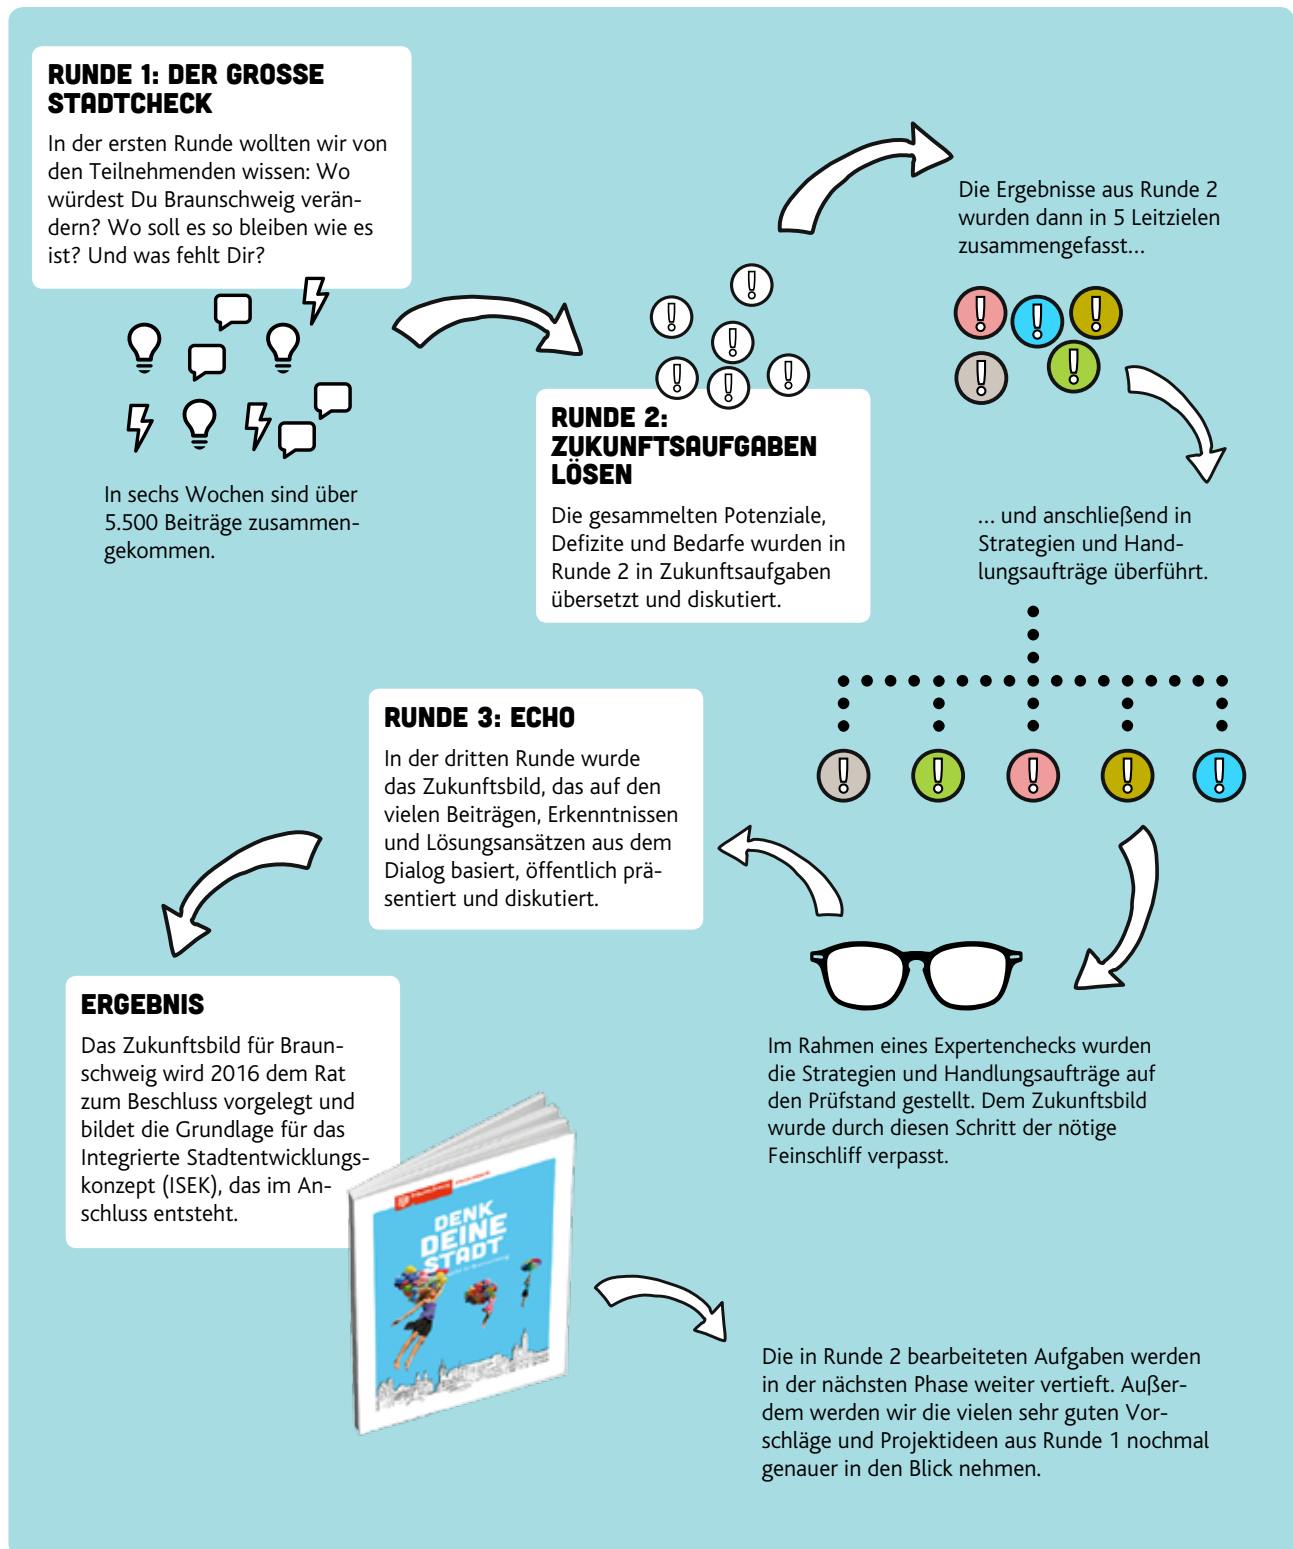 RUNDE 1: DER GROSSE
STADTCHECK
In der ersten Runde wollten wir von
den Teilnehmenden wissen: Wo
würdest Du Braunschweig verän-
dern? Wo soll es so bleiben wie es
ist? Und was fehlt Dir?
In sechs Wochen sind über
5.500 Beiträge zusammen-
gekommen.
RUNDE 2:
ZUKUNFTSAUFGABEN
LÖSEN
Die gesammelten Potenziale,
Defizite und Bedarfe wurden in
Runde 2 in Zukunftsaufgaben
übersetzt und diskutiert.
Die Ergebnisse aus Runde 2
wurden dann in 5 Leitzielen
zusammengefasst...
... und anschließend in
Strategien und Hand-
lungsaufträge überführt.
Im Rahmen eines Expertenchecks wurden
die Strategien und Handlungsaufträge auf
den Prüfstand gestellt. Dem Zukunftsbild
wurde durch diesen Schritt der nötige
Feinschliff verpasst.
RUNDE 3: ECHO
In der dritten Runde wurde
das Zukunftsbild, das auf den
vielen Beiträgen, Erkenntnissen
und Lösungsansätzen aus dem
Dialog basiert, öffentlich prä-
sentiert und diskutiert.
ERGEBNIS
Das Zukunftsbild für Braun-
schweig wird 2016 dem Rat
zum Beschluss vorgelegt und
bildet die Grundlage für das
Integrierte Stadtentwicklungs-
konzept (ISEK), das im An-
schluss entsteht.
DENK
DEINE
STADT
Die in Runde 2 bearbeiteten Aufgaben werden
in der nächsten Phase weiter vertieft. Außer-
dem werden wir die vielen sehr guten Vor-
schläge und Projektideen aus Runde 1 nochmal
genauer in den Blick nehmen.